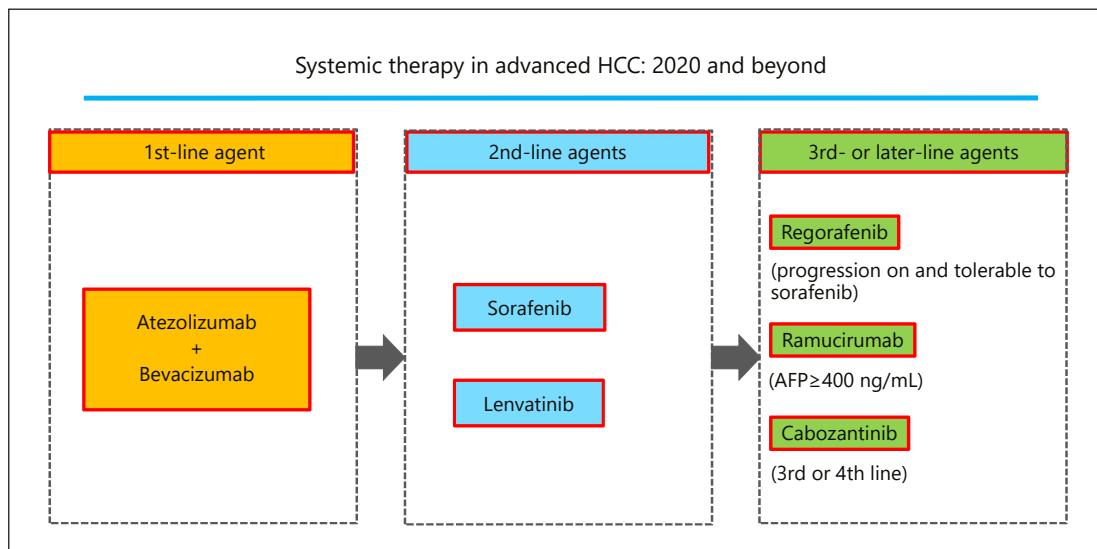 Systemic therapy in advanced HCC: 2020 and beyond
1st-line agent
Atezolizumab
+
Bevacizumab
2nd-line agents
Sorafenib
Lenvatinib
3rd- or later-line agents
Regorafenib
(progression on and tolerable to
sorafenib)
Ramucirumab
(AFP≥400 ng/mL)
Cabozantinib
(3rd or 4th line)